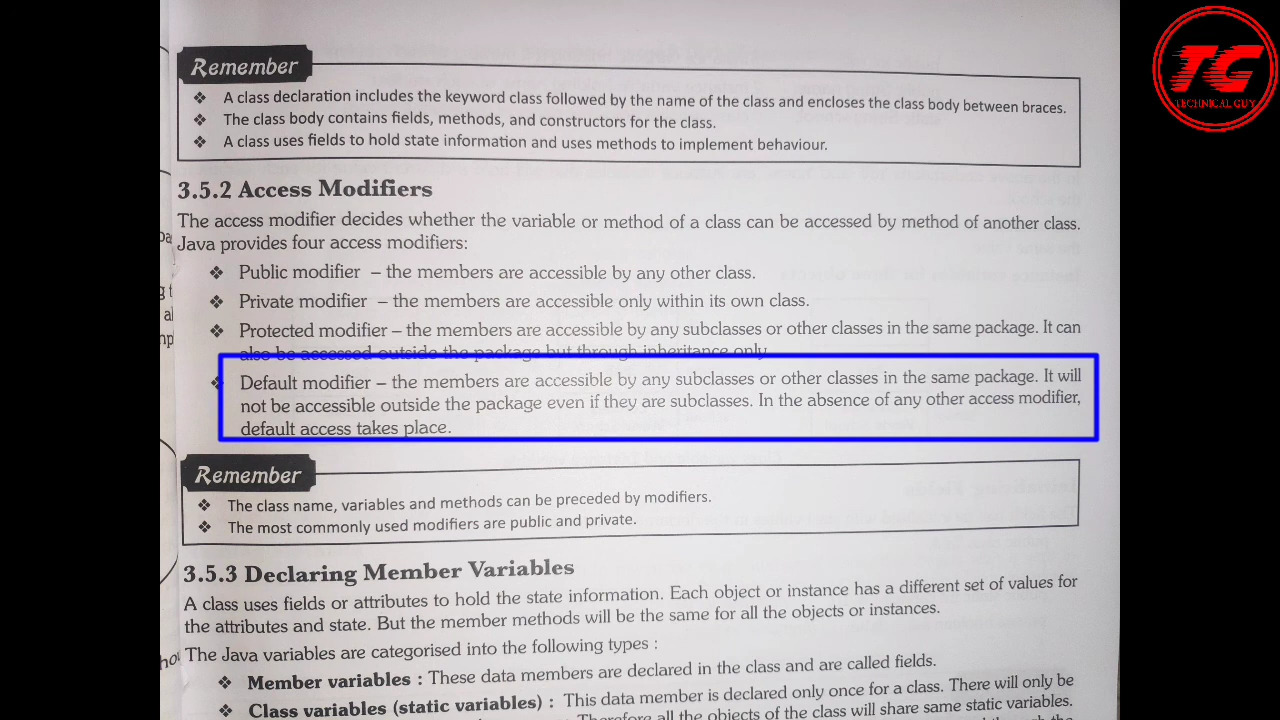 TG
TECHNICAL GUY
Remember
❖ A class declaration includes the keyword class followed by the name of the class and encloses the class body between braces.
❖ The class body contains fields, methods, and constructors for the class.
❖ A class uses fields to hold state information and uses methods to implement behaviour.
3.5.2 Access Modifiers
The access modifier decides whether the variable or method of a class can be accessed by method of another class.
Java provides four access modifiers:
❖ Public modifier – the members are accessible by any other class.
❖ Private modifier – the members are accessible only within its own class.
❖ Protected modifier – the members are accessible by any subclasses or other classes in the same package. It can
also be accessed outside the package but through inheritance only.
❖ Default modifier – the members are accessible by any subclasses or other classes in the same package. It will
not be accessible outside the package even if they are subclasses. In the absence of any other access modifier,
default access takes place.
Remember
❖ The class name, variables and methods can be preceded by modifiers.
❖ The most commonly used modifiers are public and private.
3.5.3 Declaring Member Variables
A class uses fields or attributes to hold the state information. Each object or instance has a different set of values for
the attributes and state. But the member methods will be the same for all the objects or instances.
The Java variables are categorised into the following types :
❖ Member variables : These data members are declared in the class and are called fields.
❖ Class variables (static variables) : This data member is declared only once for a class. There will only be
Therefore all the objects of the class will share same static variables.